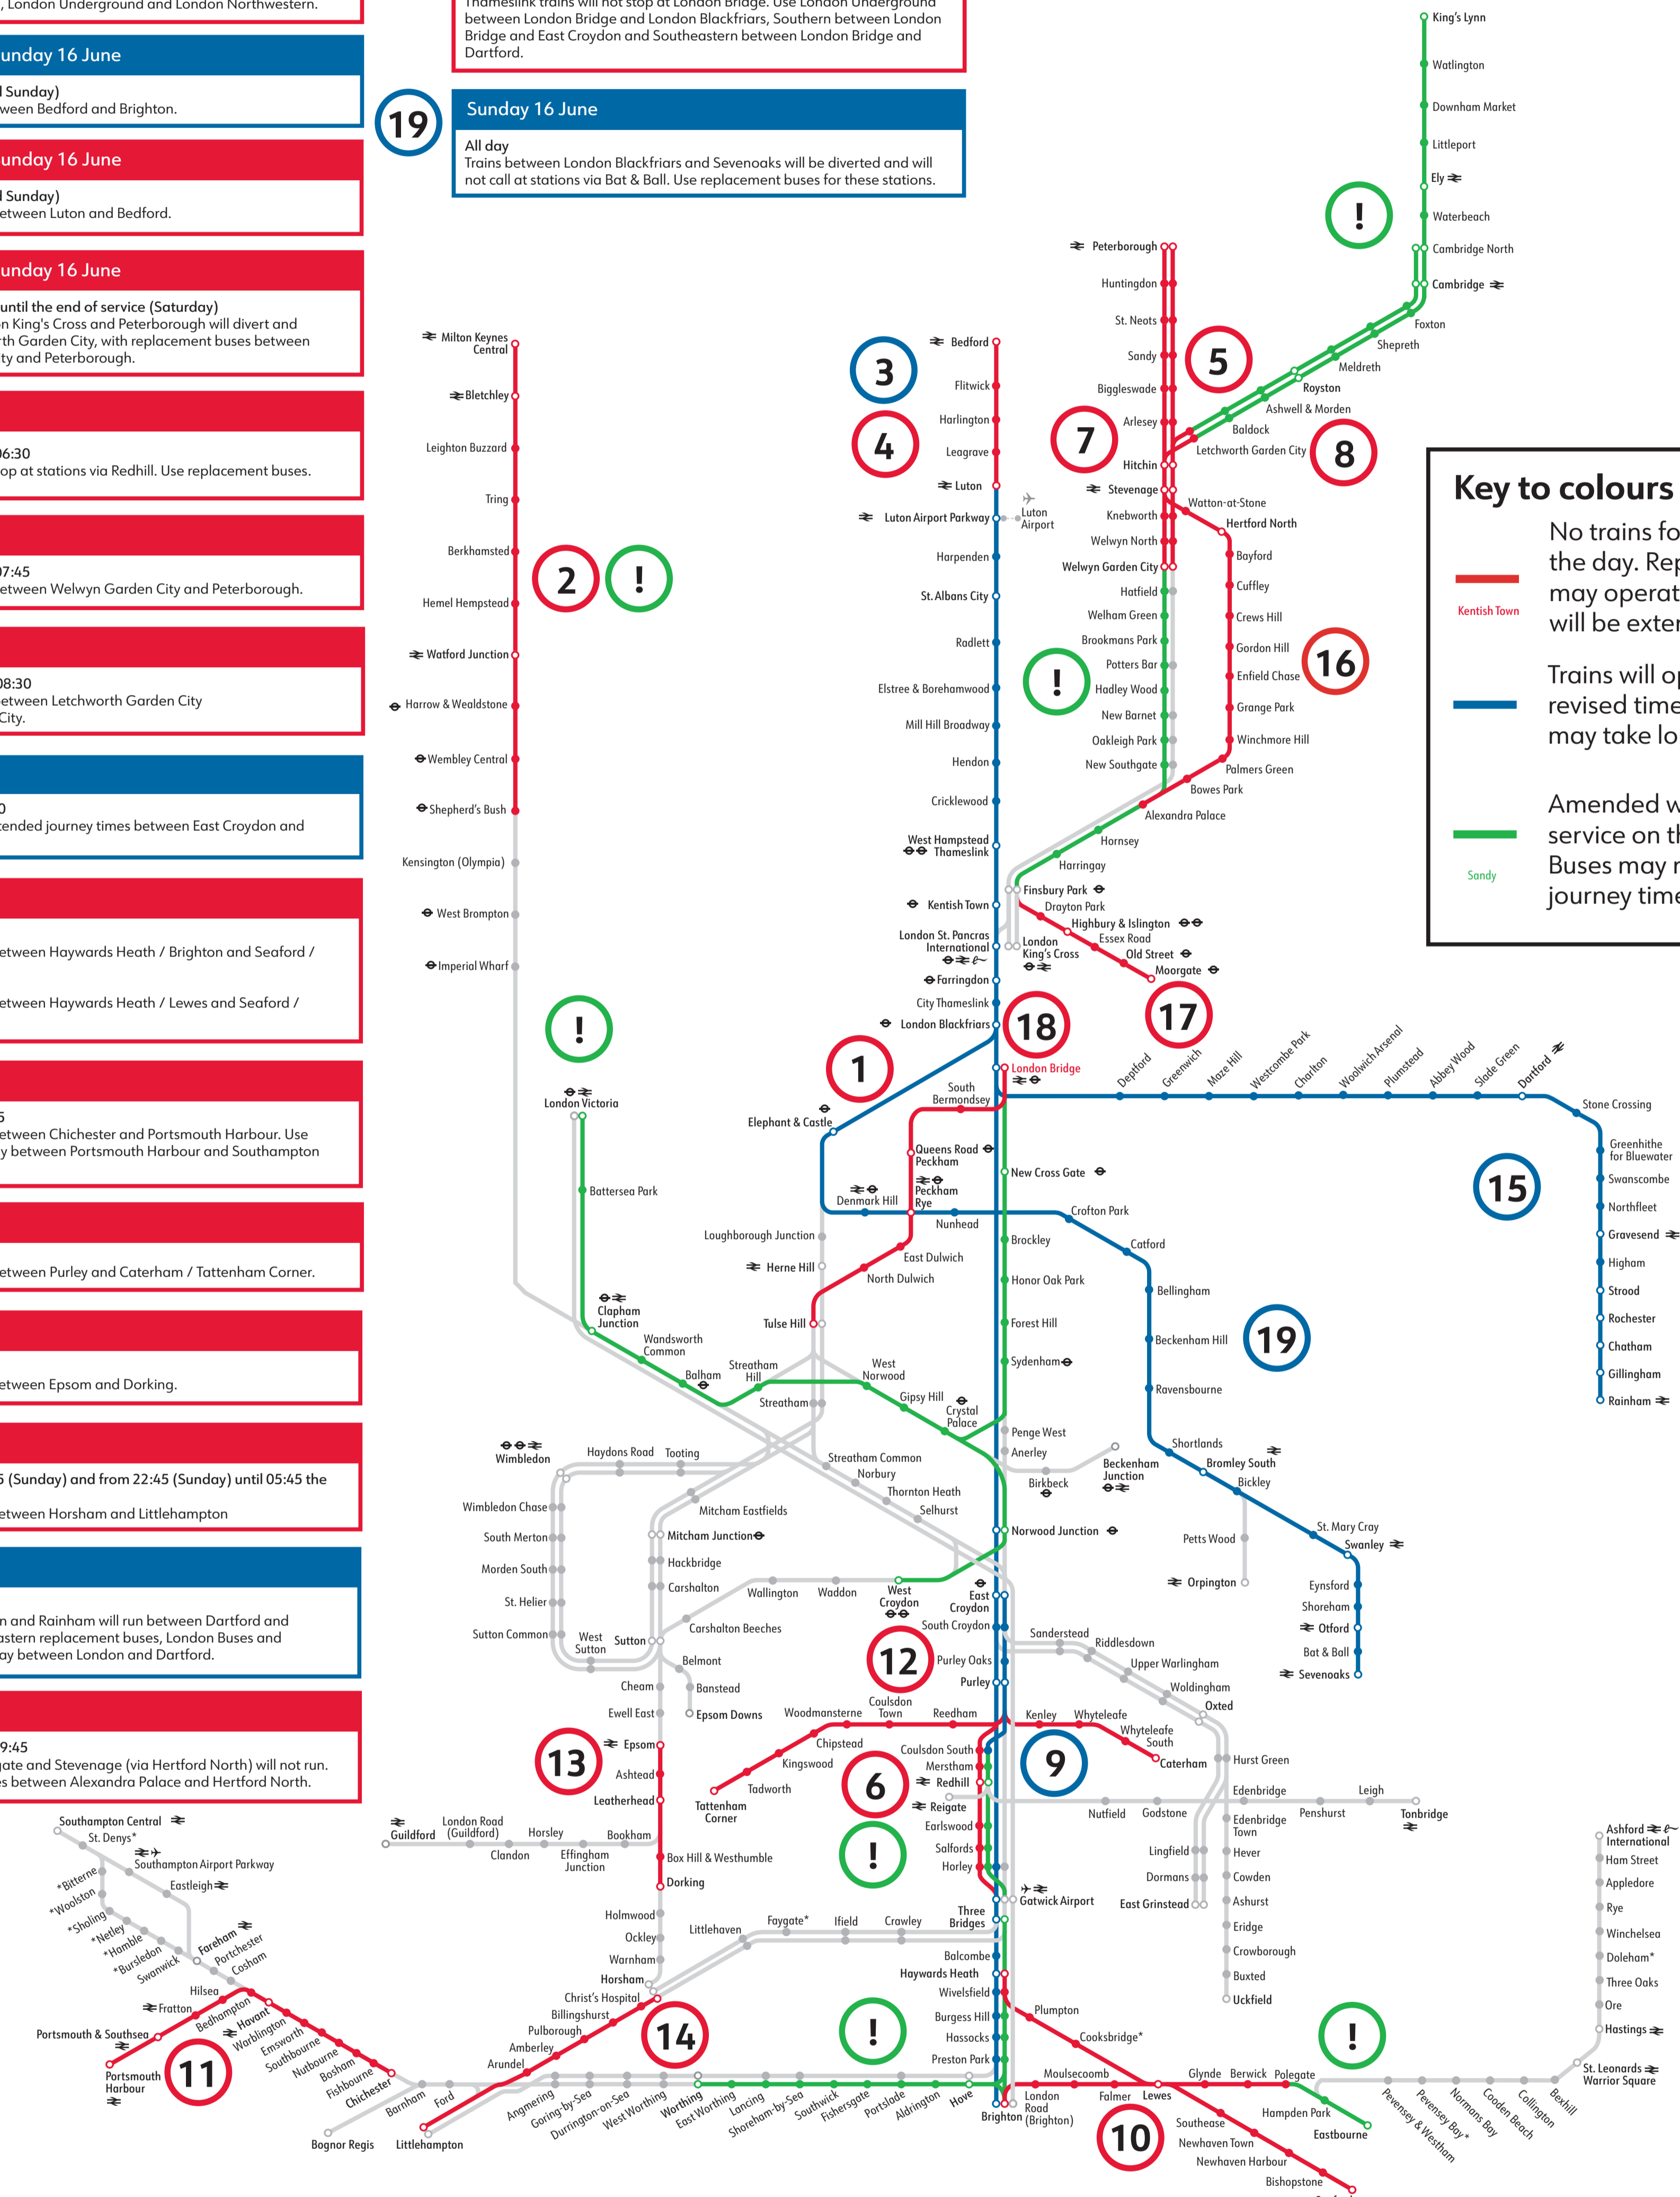 , London Underground and London Northwestern.
unday 16 June
l Sunday)
ween Bedford and Brighton.
unday 16 June
l Sunday)
etween Luton and Bedford.
unday 16 June
until the end of service (Saturday)
n King's Cross and Peterborough will divert and
rth Garden City, with replacement buses between
ity and Peterborough.
06:30
op at stations via Redhill. Use replacement buses.
07:45
etween Welwyn Garden City and Peterborough.
08:30
etween Letchworth Garden City
City.
0
tended journey times between East Croydon and
etween Haywards Heath / Brighton and Seaford /
etween Haywards Heath / Lewes and Seaford /
5
etween Chichester and Portsmouth Harbour. Use
y between Portsmouth Harbour and Southampton
etween Purley and Caterham / Tattenham Corner.
etween Epsom and Dorking.
5 (Sunday) and from 22:45 (Sunday) until 05:45 the
etween Horsham and Littlehampton
n and Rainham will run between Dartford and
astern replacement buses, London Buses and
ay between London and Dartford.
9:45
gate and Stevenage (via Hertford North) will not run.
es between Alexandra Palace and Hertford North.
Thameslink trains will not stop at London Bridge. Use London Underground
between London Bridge and London Blackfriars, Southern between London
Bridge and East Croydon and Southeastern between London Bridge and
Dartford.
19
Sunday 16 June
All day
Trains between London Blackfriars and Sevenoaks will be diverted and will
not call at stations via Bat & Ball. Use replacement buses for these stations.
King's Lynn
Watlington
Downham Market
Littleport
Ely
!
Waterbeach
Cambridge North
Cambridge
Foxton
Shepreth
Meldreth
Royston
Ashwell & Morden
Baldock
Letchworth Garden City
8
Peterborough
Huntingdon
St. Neots
Sandy
5
Biggleswade
Arlesey
7
Hitchin
Stevenage
Knebworth
Welwyn North
Welwyn Garden City
Hatfield
Welham Green
Brookmans Park
Potters Bar
!
Hadley Wood
New Barnet
Oakleigh Park
New Southgate
Watton-at-Stone
Hertford North
Bayford
Cuffley
Crews Hill
Gordon Hill
16
Enfield Chase
Grange Park
Winchmore Hill
Palmers Green
Bowes Park
Alexandra Palace
Hornsey
Harringay
Finsbury Park
Drayton Park
Highbury & Islington
Essex Road
Old Street
Moorgate
17
London
King's Cross
Key to colours
No trains fo
the day. Rep
may operat
will be exter
Kentish Town
Trains will op
revised time
may take lo
Amended w
service on th
Buses may r
journey time
Sandy
Milton Keynes
Central
Bletchley
Leighton Buzzard
Tring
Berkhamsted
2
!
Hemel Hempstead
Watford Junction
Harrow & Wealdstone
Wembley Central
Shepherd's Bush
Kensington (Olympia)
West Brompton
Imperial Wharf
3
Bedford
Flitwick
4
Harlington
Leagrave
Luton
Luton Airport Parkway
Luton
Airport
Harpenden
St. Albans City
Radlett
Elstree & Borehamwood
Mill Hill Broadway
Hendon
Cricklewood
West Hampstead
Thameslink
Kentish Town
London St. Pancras
International
Farringdon
City Thameslink
London Blackfriars
18
1
London Bridge
South
Bermondsey
Elephant & Castle
Queens Road
Peckham
Peckham
Rye
Denmark Hill
Nunhead
Crofton Park
Catford
Bellingham
Beckenham Hill
19
Ravensbourne
Shortlands
Bromley South
Bickley
Petts Wood
Orpington
St. Mary Cray
Swanley
Eynsford
Shoreham
Otford
Bat & Ball
Sevenoaks
Deptford
Greenwich
Maze Hill
Westcombe Park
Charlton
Woolwich Arsenal
Plumstead
Abbey Wood
Slade Green
Dartford
Stone Crossing
Greenhithe
for Bluewater
15
Swanscombe
Northfleet
Gravesend
Higham
Strood
Rochester
Chatham
Gillingham
Rainham
!
London Victoria
Battersea Park
Clapham
Junction
Wandsworth
Common
Balham
Streatham
Hill
West
Norwood
Gipsy Hill
Crystal
Palace
Loughborough Junction
Herne Hill
East Dulwich
North Dulwich
Tulse Hill
Streatham
New Cross Gate
Brockley
Honor Oak Park
Forest Hill
Sydenham
Penge West
Anerley
Birkbeck
Beckenham
Junction
Norwood Junction
Streatham Common
Norbury
Thornton Heath
Selhurst
Wimbledon
Haydons Road
Tooting
Wimbledon Chase
South Merton
Morden South
St. Helier
Sutton Common
West
Sutton
Sutton
Mitcham Eastfields
Mitcham Junction
Hackbridge
Carshalton
Carshalton Beeches
Wallington
Waddon
West
Croydon
East
Croydon
South Croydon
Purley Oaks
Purley
12
Belmont
Banstead
Epsom Downs
Cheam
Ewell East
13
Epsom
Ashtead
Leatherhead
Box Hill & Westhumble
Dorking
Holmwood
Ockley
Warnham
Horsham
Guildford
London Road
(Guildford)
Clandon
Horsley
Effingham
Junction
Bookham
Tattenham
Corner
Tadworth
Kingswood
Chipstead
Woodmansterne
Coulsdon
Town
Reedham
Kenley
Whyteleafe
Whyteleafe
South
Caterham
Sanderstead
Riddlesdown
Upper Warlingham
Woldingham
Oxted
Hurst Green
Edenbridge
Edenbridge
Town
Hever
Cowden
Ashurst
Eridge
Crowborough
Buxted
Uckfield
Lingfield
Dormans
East Grinstead
Nutfield
Godstone
Penshurst
Leigh
Tonbridge
9
6
Coulsdon South
Merstham
Redhill
Reigate
Earlswood
!
Salfords
Horley
Gatwick Airport
Three
Bridges
Balcombe
Haywards Heath
Wivelsfield
Burgess Hill
!
Hassocks
Preston Park
Littlehaven
Faygate*
Ifield
Crawley
Christ's Hospital
Billingshurst
14
Pulborough
Amberley
Arundel
Southampton Central
St. Denys*
Southampton Airport Parkway
Eastleigh
*Bitterne
*Woolston
*Sholing
*Netley
*Hamble
*Bursledon
Swanwick
Fareham
Portchester
Cosham
Hilsea
Fratton
Portsmouth & Southsea
Portsmouth
Harbour
11
Bedhampton
Havant
Warblington
Emsworth
Southbourne
Nutbourne
Bosham
Fishbourne
Chichester
Barnham
Ford
Bognor Regis
Littlehampton
Angmering
Goring-by-Sea
Durrington-on-Sea
West Worthing
Worthing
East Worthing
Lancing
Shoreham-by-Sea
Southwick
Fishersgate
Portslade
Aldrington
Hove
Brighton
London
Road
(Brighton)
Moulsecoomb
Falmer
Lewes
10
Plumpton
Cooksbridge*
Glynde
Berwick
Polegate
!
Hampden Park
Eastbourne
Southease
Newhaven Town
Newhaven Harbour
Bishopstone
Pevensey & Westham
Pevensey Bay*
Normans Bay
Cooden Beach
Collington
Bexhill
St. Leonards
Warrior Square
Hastings
Ore
Three Oaks
Doleham*
Winchelsea
Rye
Appledore
Ham Street
Ashford
International